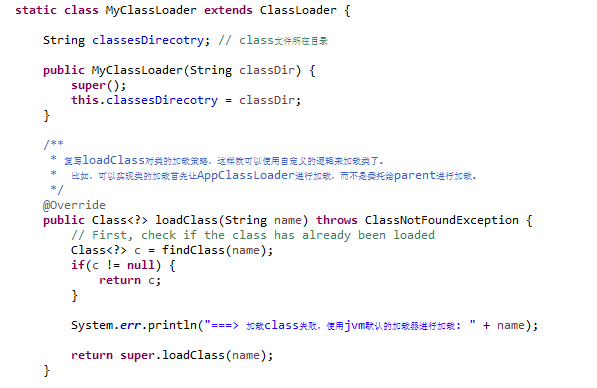 static class MyClassLoader extends ClassLoader {
String classesDirecotry; // class文件所在目录
public MyClassLoader(String classDir) {
super();
this.classesDirecotry = classDir;
}
/**
* 复写loadClass对类的加载策略，这样就可以使用自定义的逻辑来加载类了.
* 比如，可以实现类的加载首先让AppClassLoader进行加载，而不是委托给parent进行加载.
*/
@Override
public Class<?> loadClass(String name) throws ClassNotFoundException {
// First, check if the class has already been loaded
Class<?> c = findClass(name);
if(c != null) {
return c;
}
System.err.println("===> 加载class失败，使用jvm默认的加载器进行加载: " + name);
return super.loadClass(name);
}